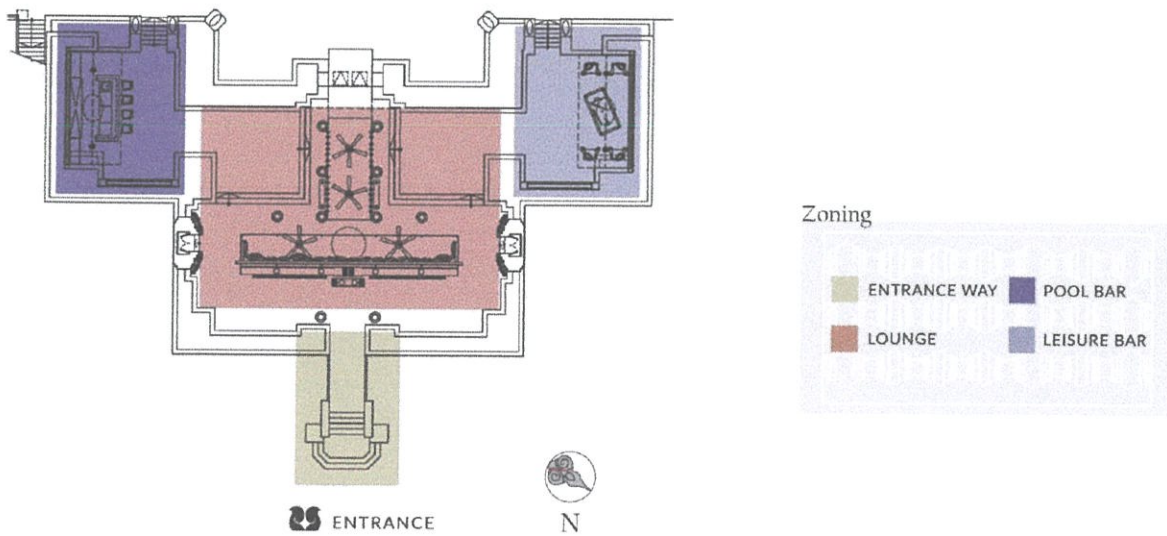 Zoning
ENTRANCE WAY
POOL BAR
LOUNGE
LEISURE BAR
ENTRANCE
N